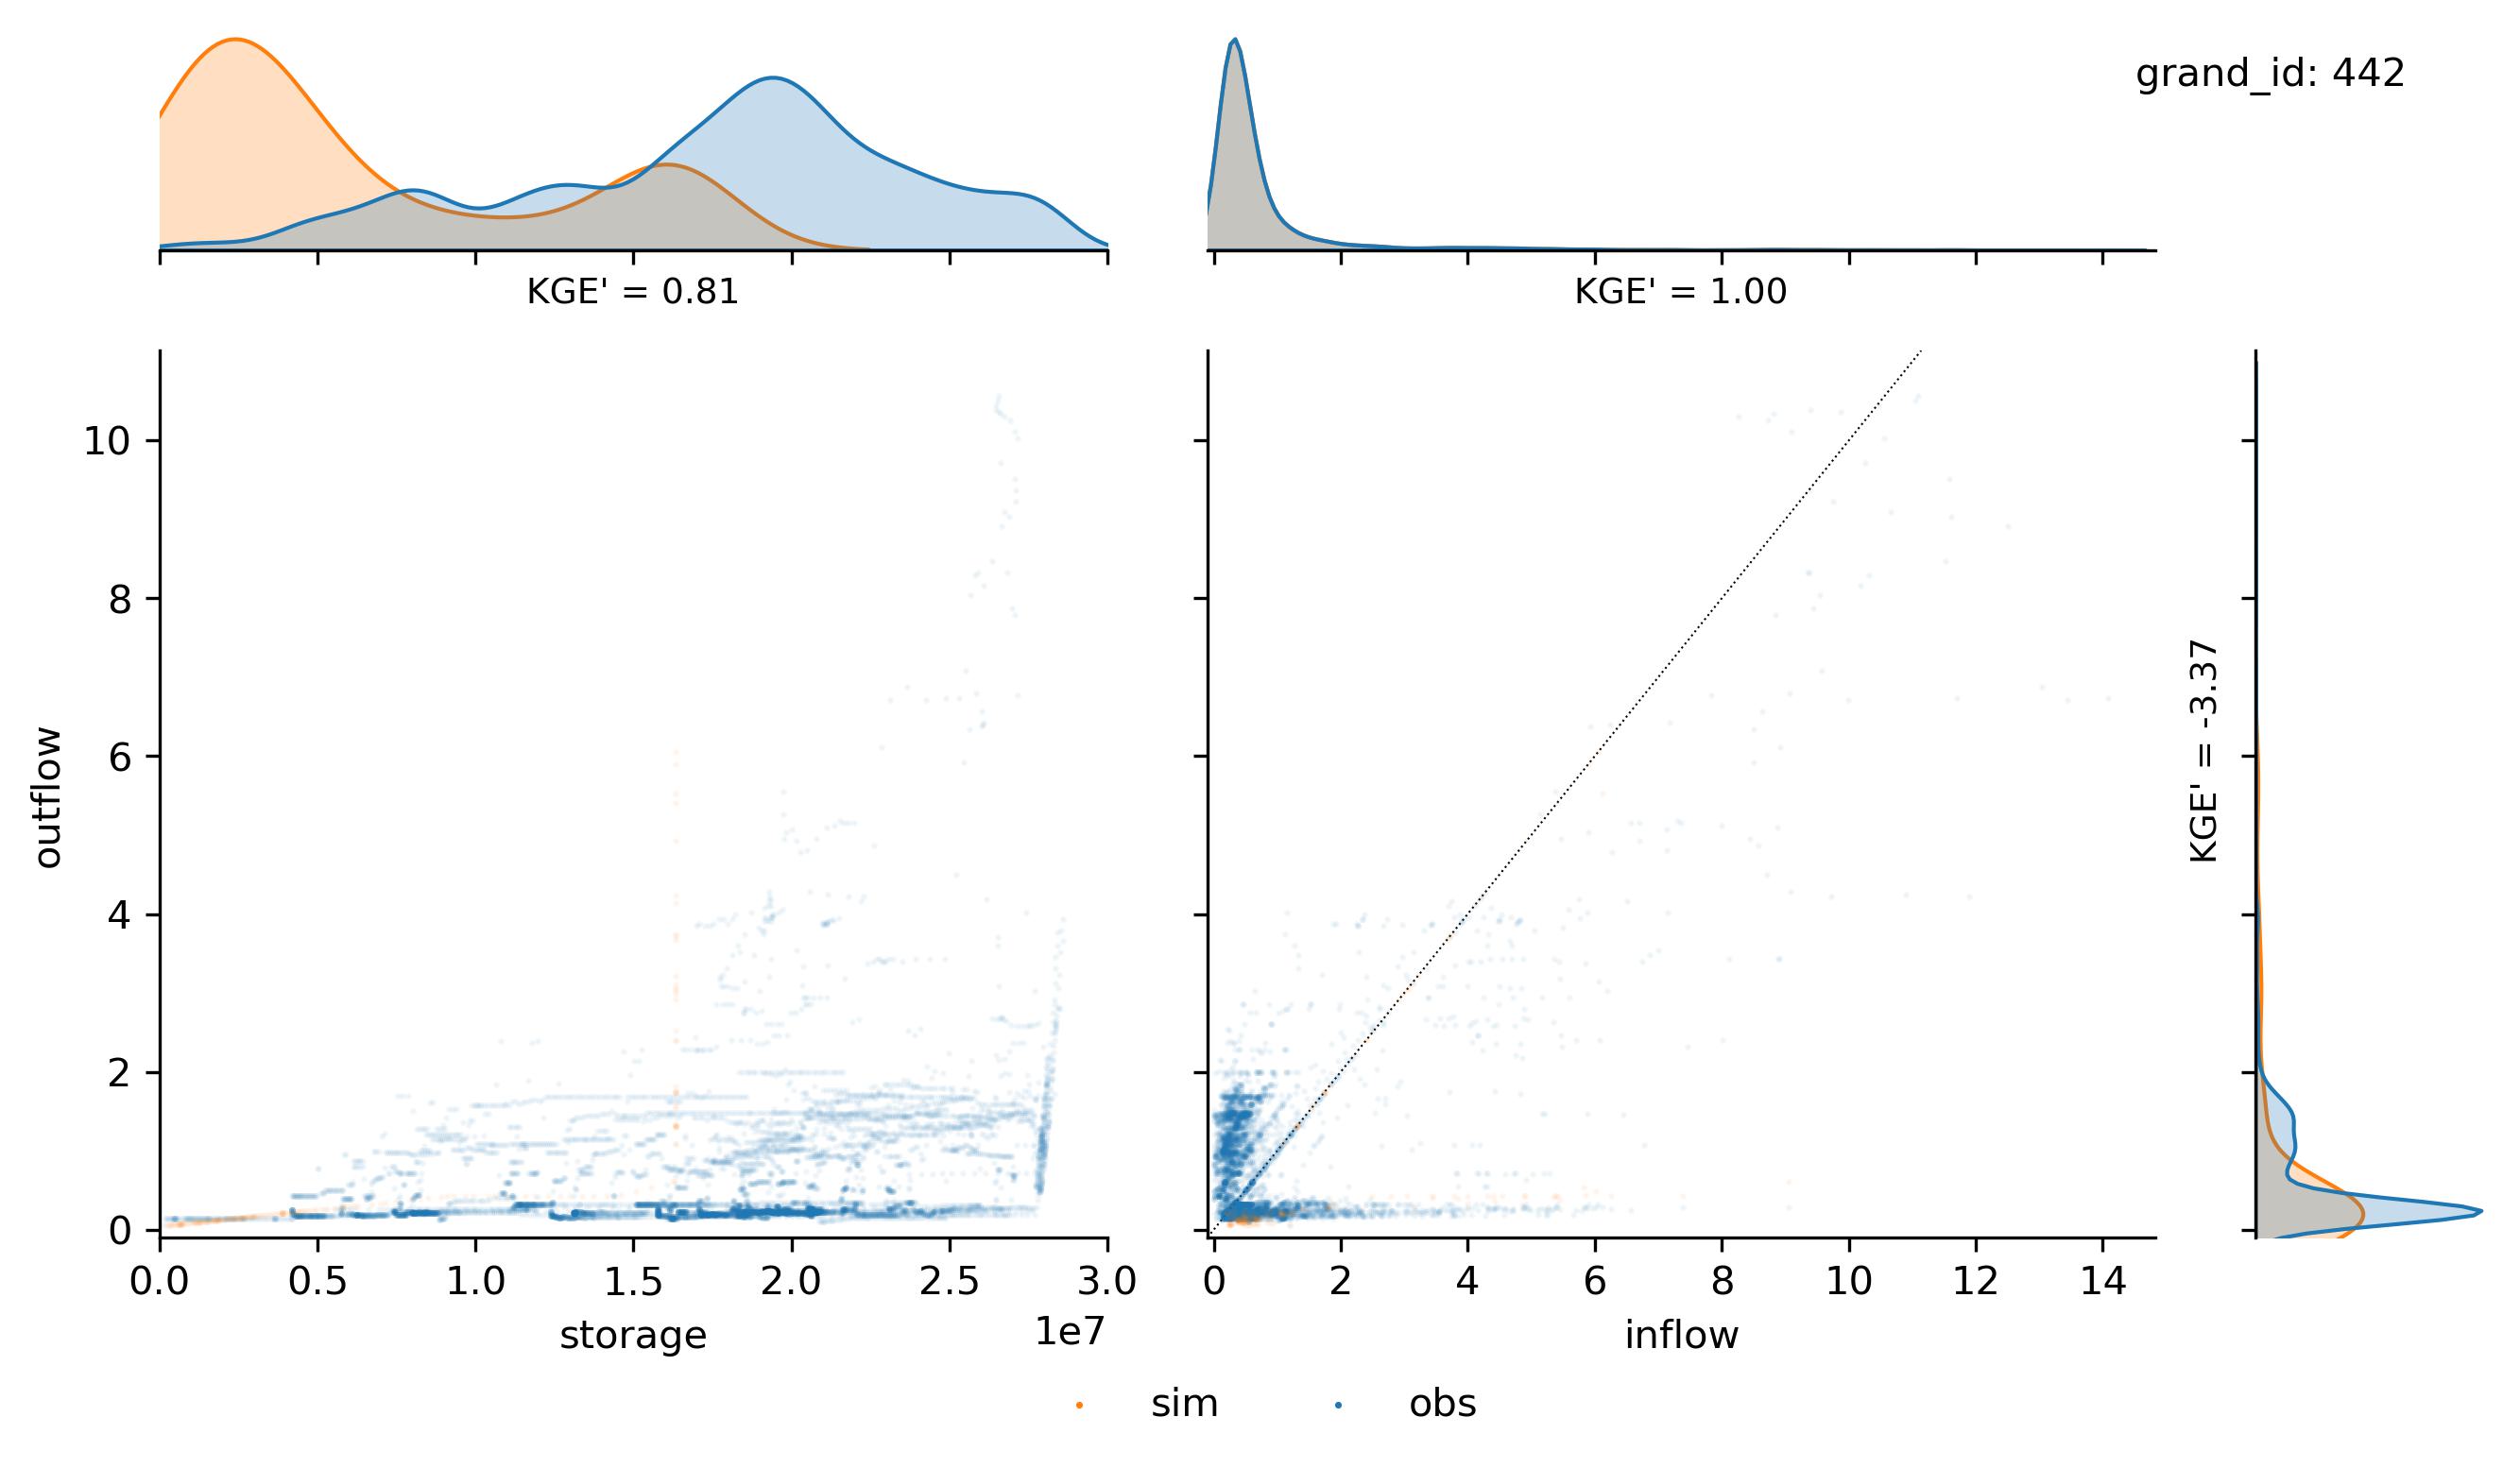 grand_id: 442
KGE' = 0.81
KGE' = 1.00
10
8
6
4
2
0
outflow
KGE' = -3.37
0.0 0.5 1.0 1.5 2.0 2.5 3.0
1e7
storage
0 2 4 6 8 10 12 14
inflow
sim obs